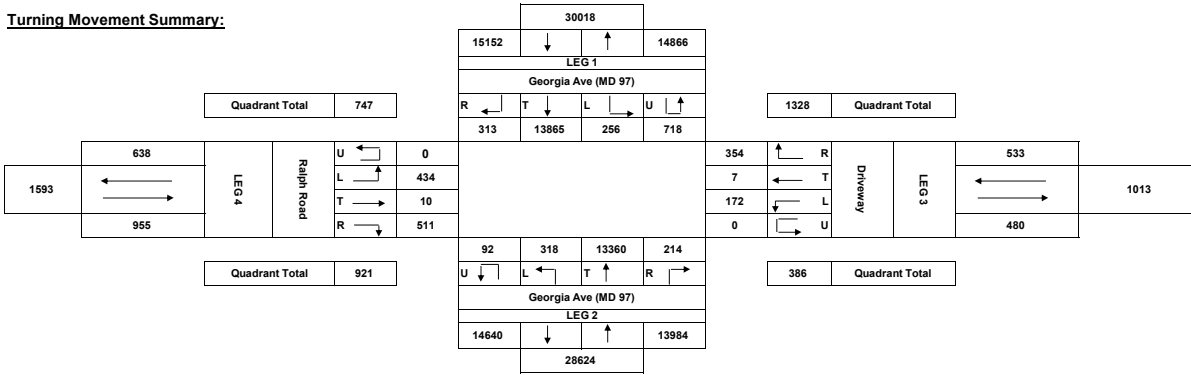 Turning Movement Summary:
30018
15152 14866
LEG 1
Georgia Ave (MD 97)
Quadrant Total 747
R T L U
1328 Quadrant Total
313 13865 256 718
638
U 0
354 R
533
1593
LEG 4
Ralph Road
L 434
7 T
Driveway
LEG 3
1013
T 10
172 L
955
R 511
0 U
480
92 318 13360 214
Quadrant Total 921
U L T R
386 Quadrant Total
Georgia Ave (MD 97)
LEG 2
14640 13984
28624